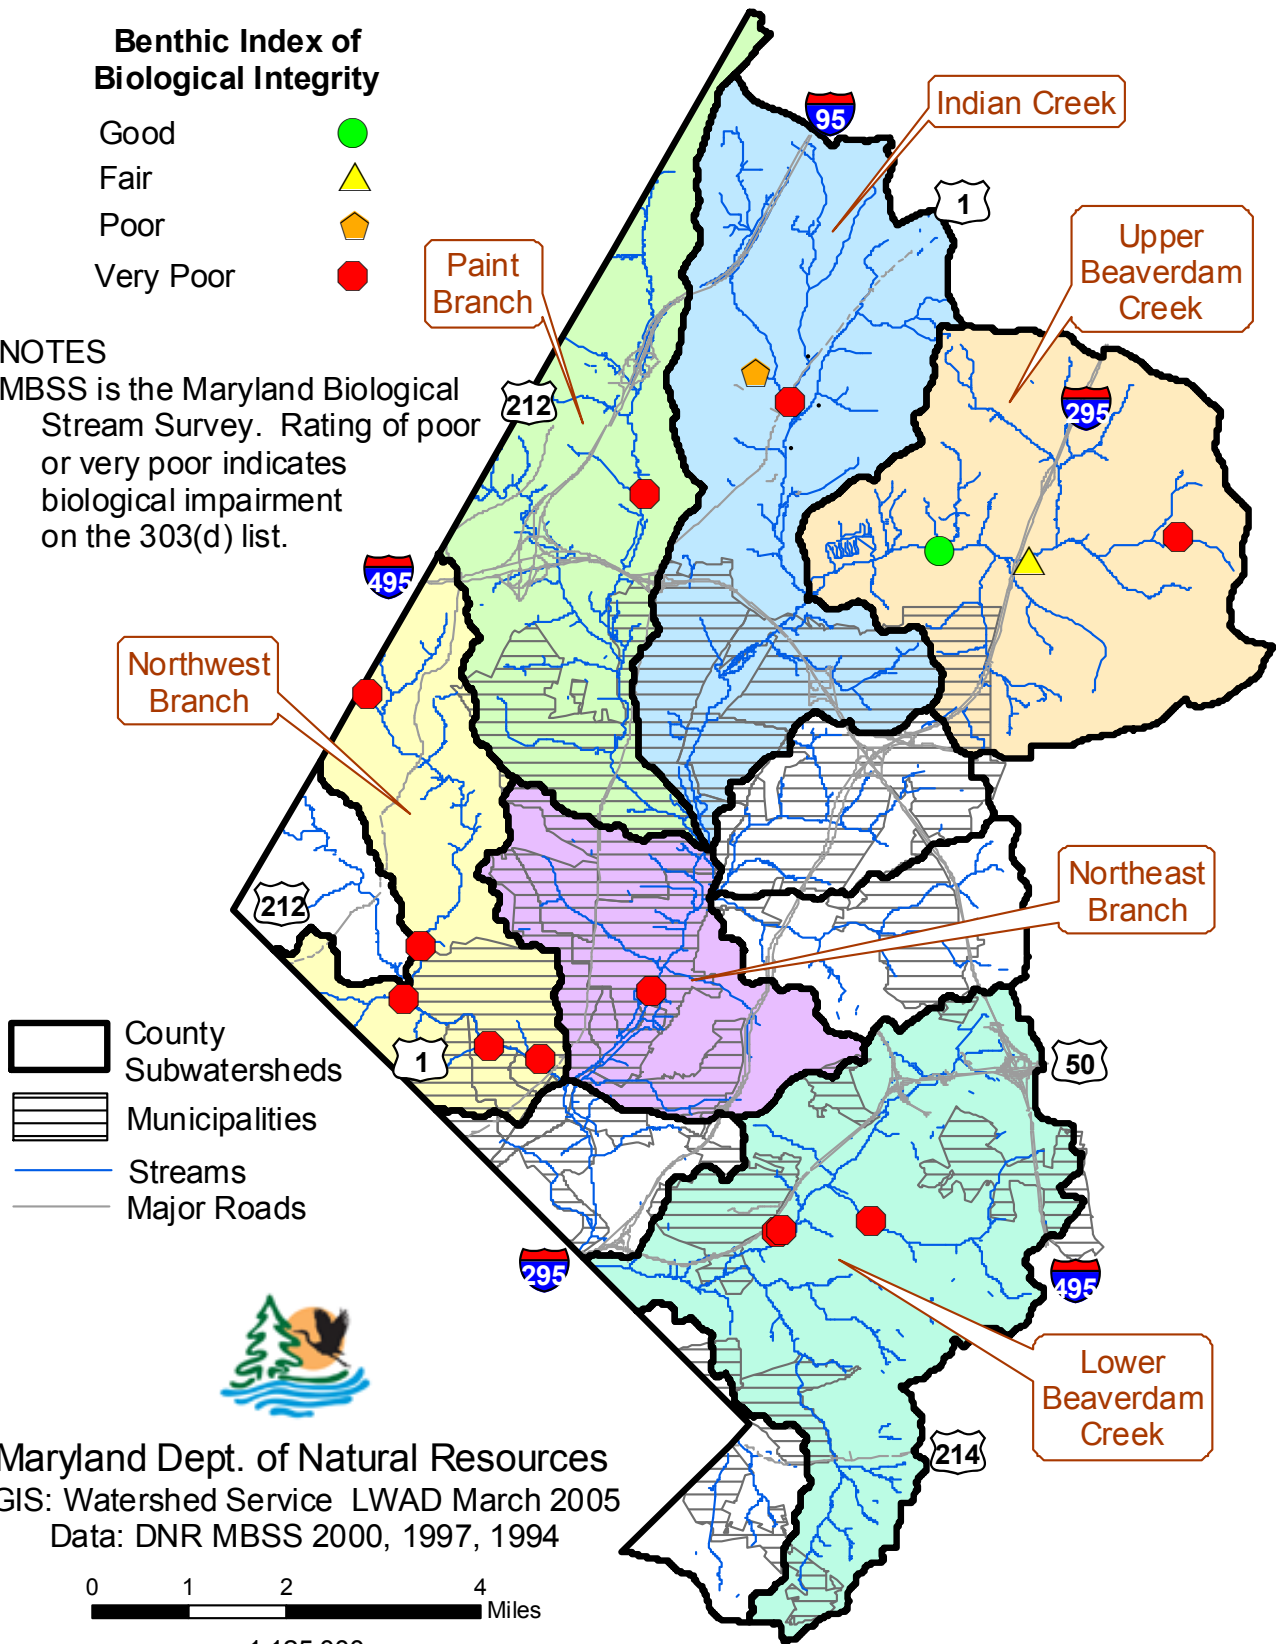 Benthic Index of
Biological Integrity
Good
Fair
Poor
Very Poor
NOTES
MBSS is the Maryland Biological
Stream Survey. Rating of poor
or very poor indicates
biological impairment
on the 303(d) list.
95
Indian Creek
1
Upper
Beaverdam
Creek
Paint
Branch
212
295
495
Northwest
Branch
212
Northeast
Branch
1
50
County
Subwatersheds
Municipalities
Streams
Major Roads
295
495
Lower
Beaverdam
Creek
214
Maryland Dept. of Natural Resources
GIS: Watershed Service LWAD March 2005
Data: DNR MBSS 2000, 1997, 1994
0 1 2 4
Miles